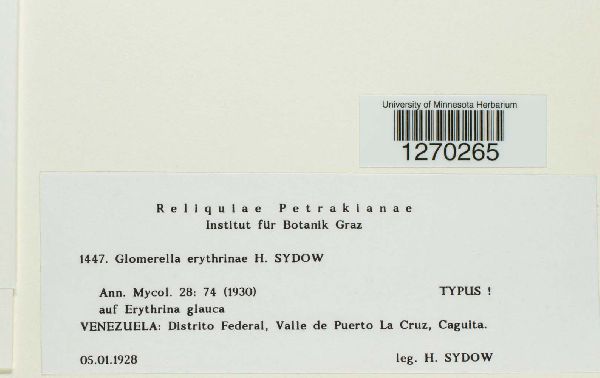 University of Minnesota Herbarium
1270265
Reliquiae Petrakianae
Institut für Botanik Graz
1447. Glomerella erythrinae H. SYDOW
Ann. Mycol. 28: 74 (1930) TYPUS !
auf Erythrina glauca
VENEZUELA: Distrito Federal, Valle de Puerto La Cruz, Caguita.
05.01.1928 leg. H. SYDOW